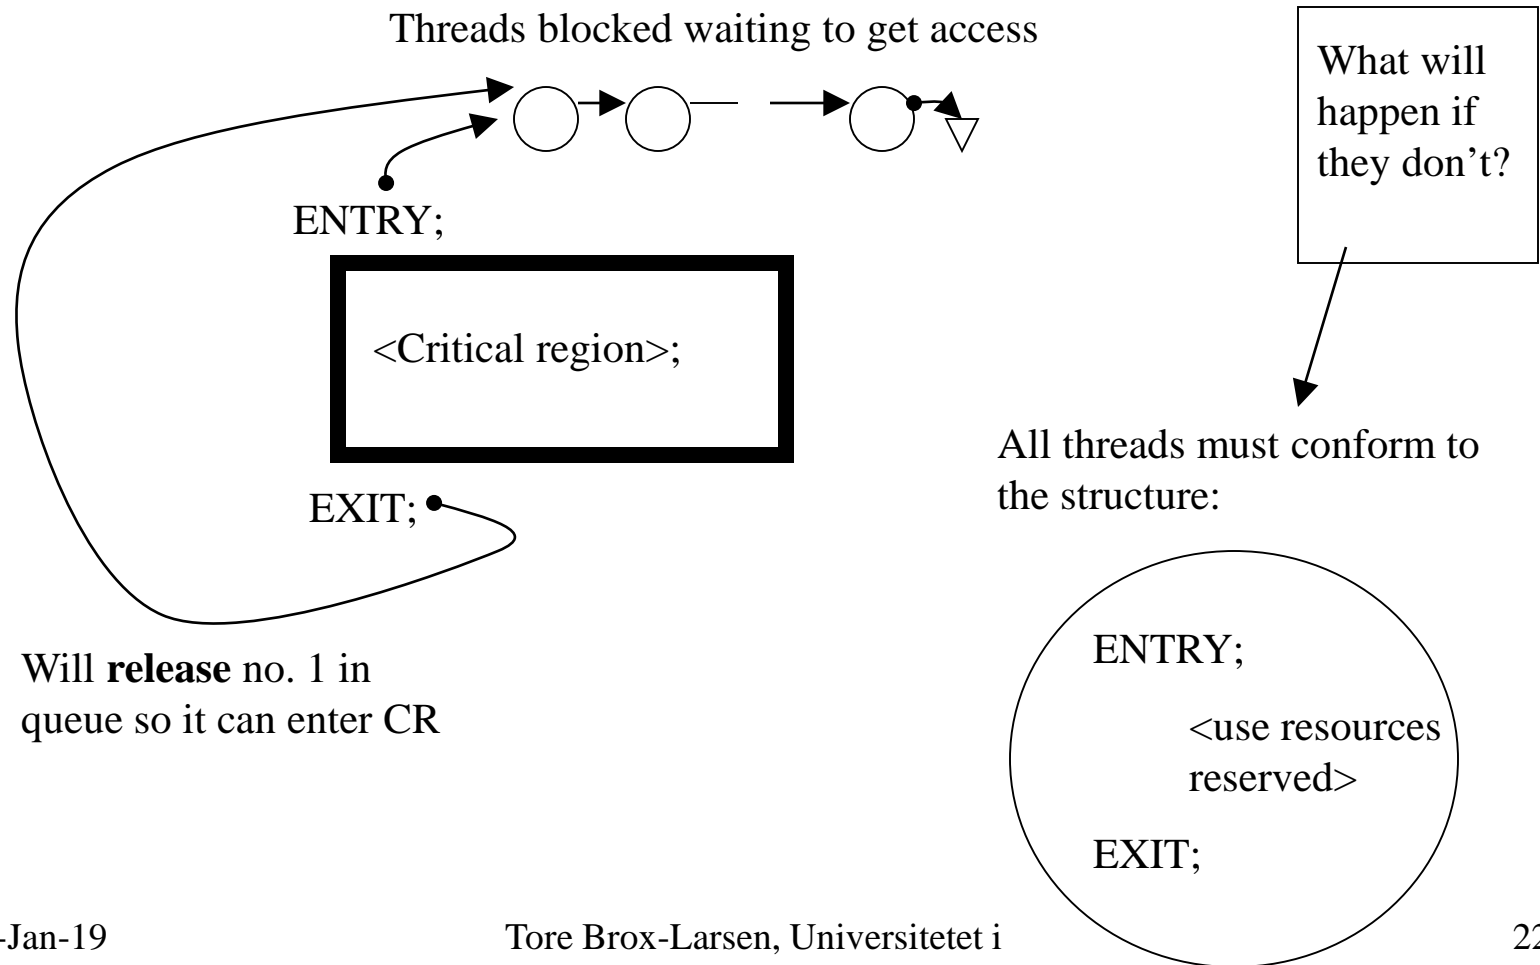 Threads blocked waiting to get access
What will
happen if
they don’t?
ENTRY;
<Critical region>;
EXIT;
All threads must conform to
the structure:
Will release no. 1 in
queue so it can enter CR
ENTRY;
<use resources
reserved>
EXIT;
-Jan-19
Tore Brox-Larsen, Universitetet i
22